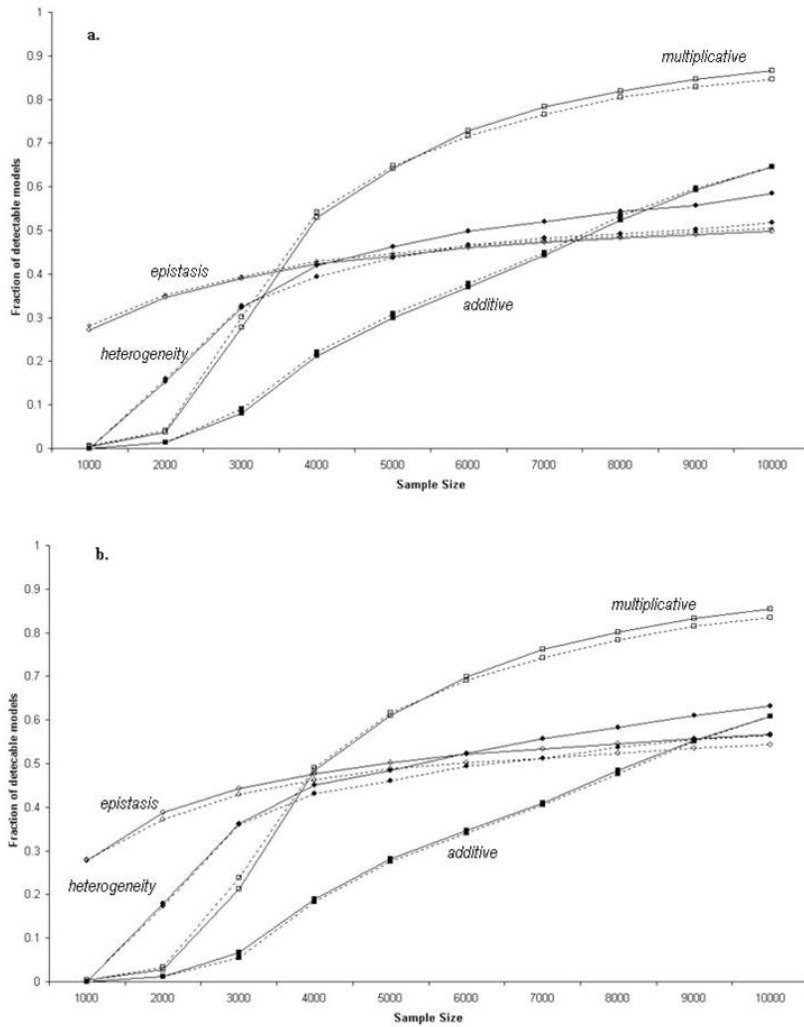 a.
1
0.9
0.8
0.7
0.6
0.5
0.4
0.3
0.2
0.1
0
Fraction of detectable models
multiplicative
epistasis
heterogeneity
additive
1000 2000 3000 4000 5000 6000 7000 8000 9000 10000
Sample Size
b.
1
0.9
0.8
0.7
0.6
0.5
0.4
0.3
0.2
0.1
0
Fraction of detecable models
multiplicative
epistasis
heterogeneity
additive
1000 2000 3000 4000 5000 6000 7000 8000 9000 10000
Sample Size